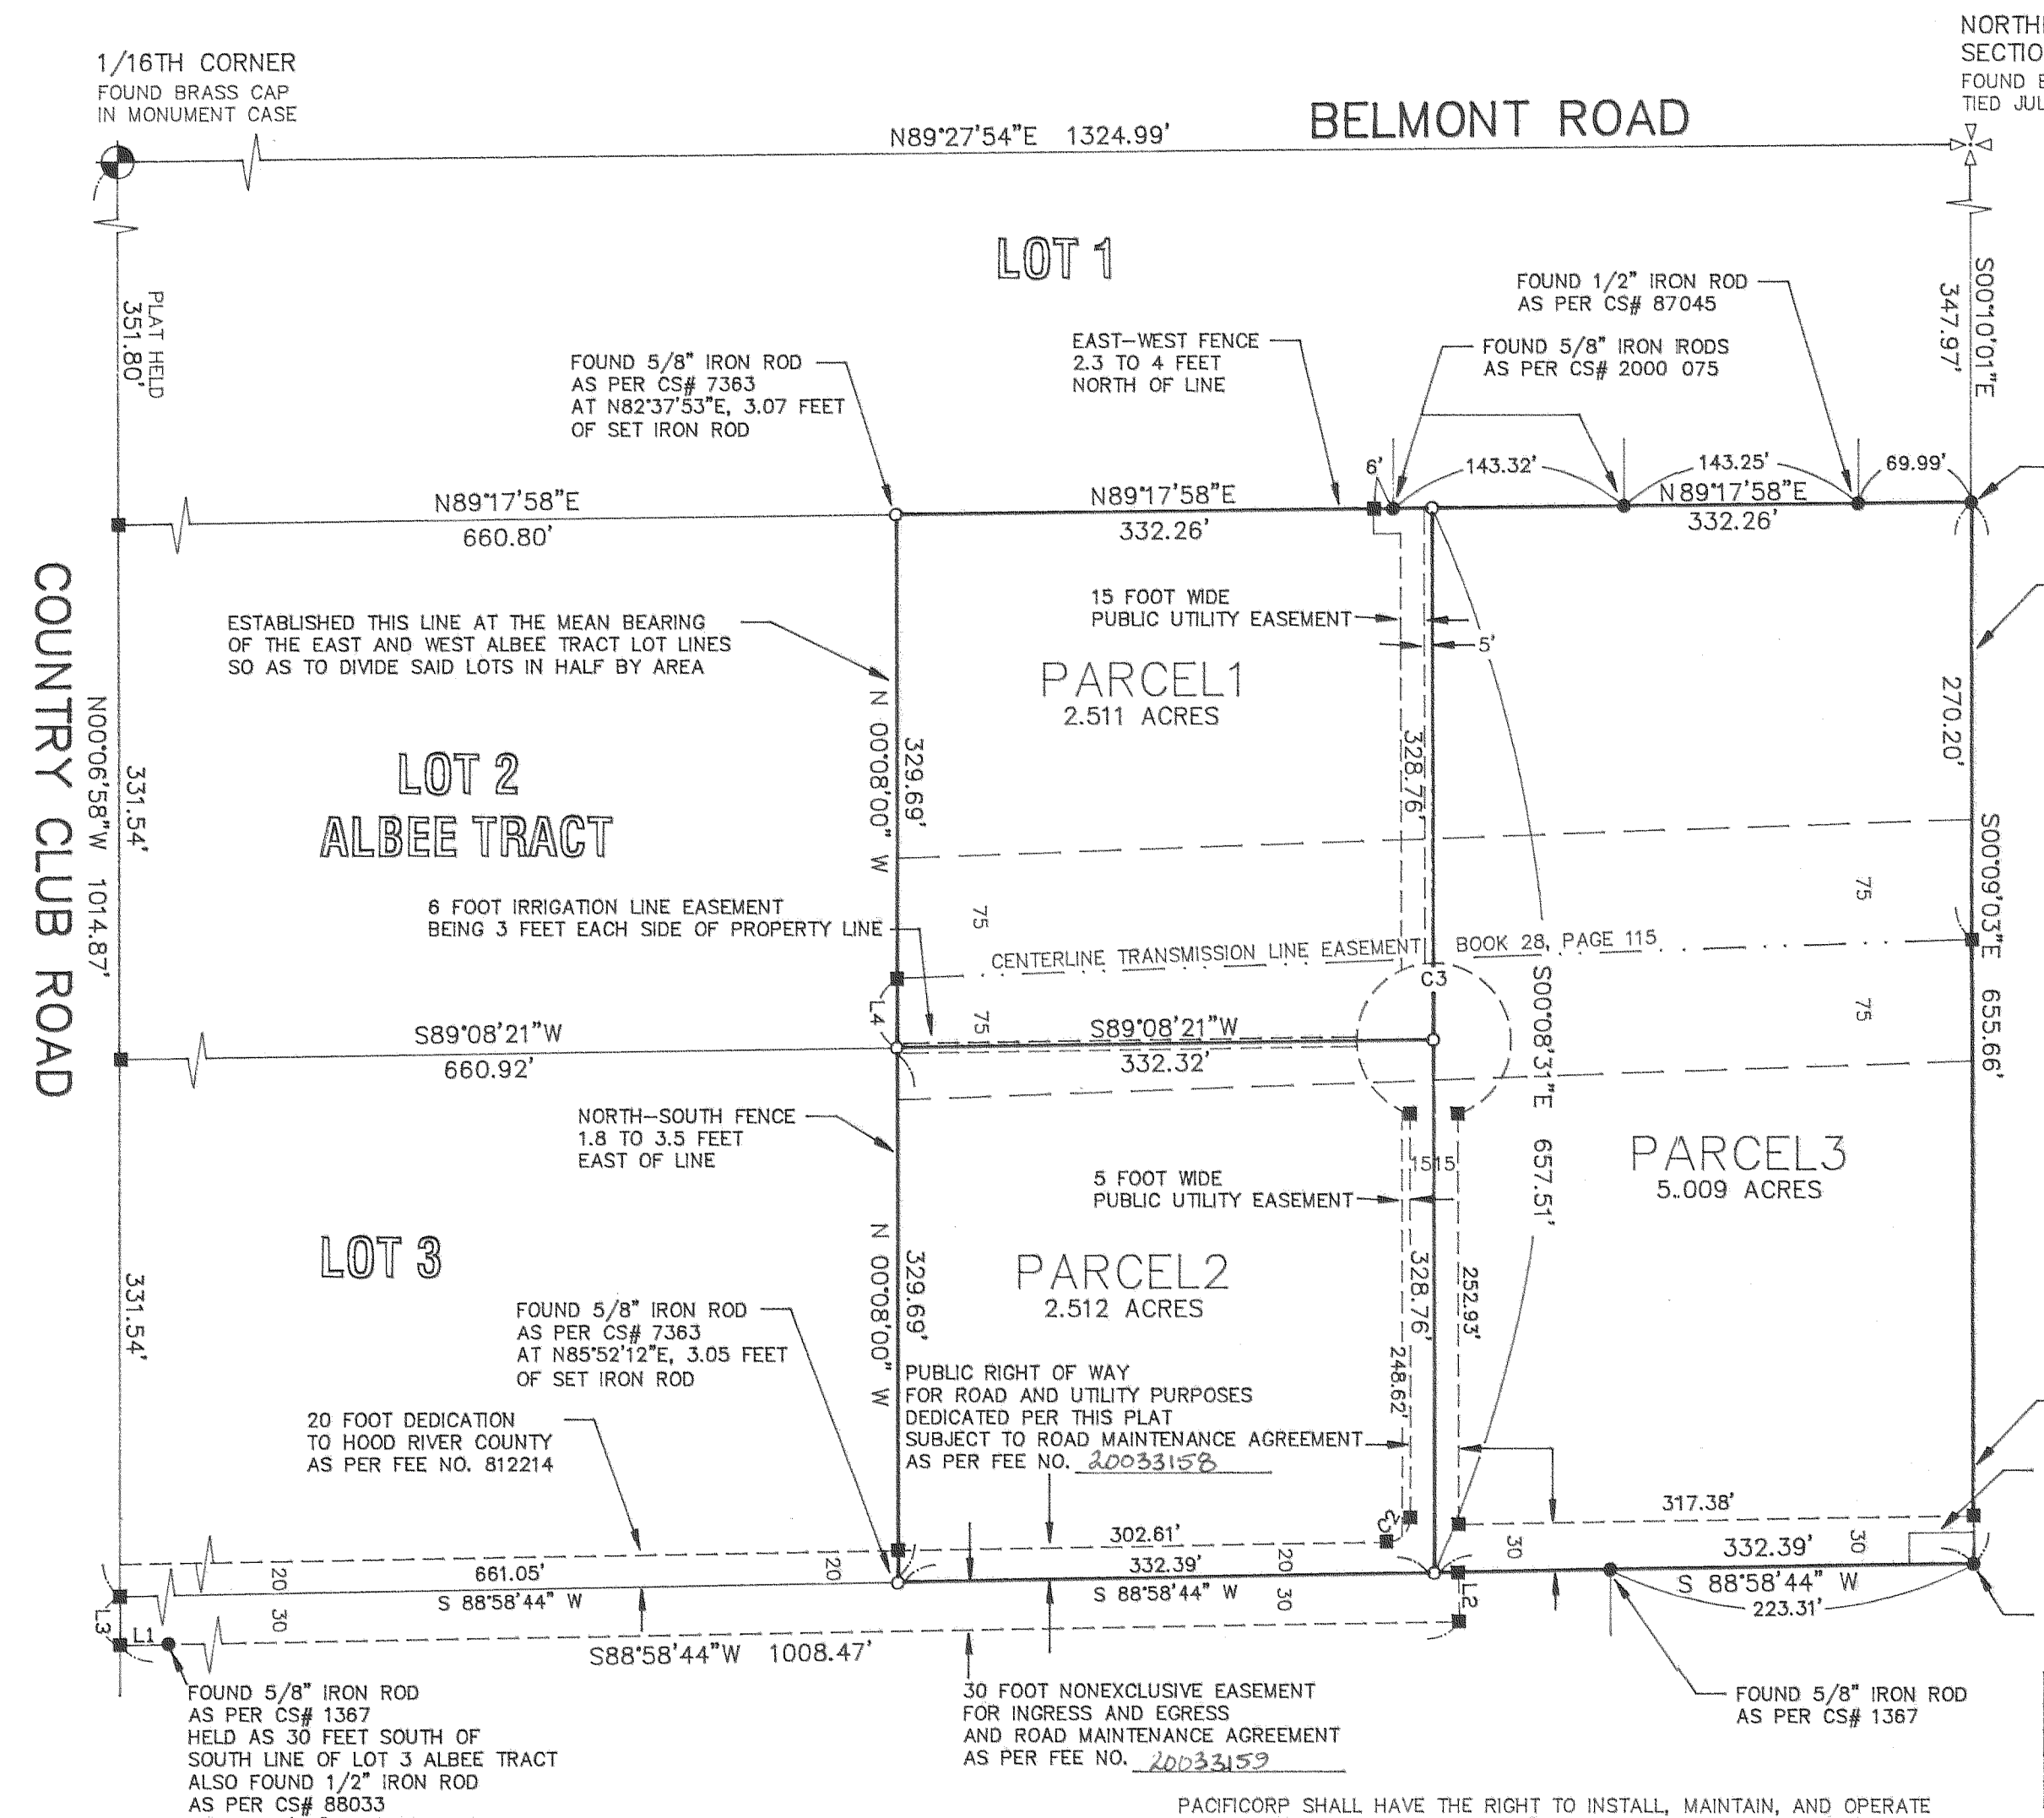 1/16TH CORNER
FOUND BRASS CAP
IN MONUMENT CASE
N89°27'54"E 1324.99'
BELMONT ROAD
FOUND
TIED
LOT 1
PLAT HELD
351.80'
S00°10'01"E
347.97'
FOUND 1/2" IRON ROD
AS PER CS# 87045
EAST-WEST FENCE
2.3 TO 4 FEET
NORTH OF LINE
FOUND 5/8" IRON RODS
AS PER CS# 2000 075
FOUND 5/8" IRON ROD
AS PER CS# 7363
AT N82°37'53"E, 3.07 FEET
OF SET IRON ROD
6'
143.32'
143.25'
69.99'
N89°17'58"E
660.80'
N89°17'58"E
332.26'
N89°17'58"E
332.26'
COUNTRY CLUB ROAD
N00°06'58"W 1014.87'
ESTABLISHED THIS LINE AT THE MEAN BEARING
OF THE EAST AND WEST ALBEE TRACT LOT LINES
SO AS TO DIVIDE SAID LOTS IN HALF BY AREA
15 FOOT WIDE
PUBLIC UTILITY EASEMENT
5'
PARCEL1
2.511 ACRES
N 00°08'00" W
329.69'
328.76'
270.20'
S00°09'03"E 655.66'
331.54'
LOT 2
ALBEE TRACT
6 FOOT IRRIGATION LINE EASEMENT
BEING 3 FEET EACH SIDE OF PROPERTY LINE
75
75
CENTERLINE TRANSMISSION LINE EASEMENT BOOK 28, PAGE 115
C3
L4
75
75
S89°08'21"W
660.92'
S89°08'21"W
332.32'
S00°08'31"E 657.51'
NORTH-SOUTH FENCE
1.8 TO 3.5 FEET
EAST OF LINE
15 15
5 FOOT WIDE
PUBLIC UTILITY EASEMENT
PARCEL3
5.009 ACRES
LOT 3
PARCEL2
2.512 ACRES
N 00°08'00" W
329.69'
328.76'
252.93'
248.62'
331.54'
FOUND 5/8" IRON ROD
AS PER CS# 7363
AT N85°52'12"E, 3.05 FEET
OF SET IRON ROD
PUBLIC RIGHT OF WAY
FOR ROAD AND UTILITY PURPOSES
DEDICATED PER THIS PLAT
SUBJECT TO ROAD MAINTENANCE AGREEMENT
AS PER FEE NO. 20033158
20 FOOT DEDICATION
TO HOOD RIVER COUNTY
AS PER FEE NO. 812214
C2
317.38'
302.61'
20
661.05'
20
332.39'
20
30
332.39'
30
S 88°58'44" W
S 88°58'44" W
S 88°58'44" W
30
30
L2
223.31'
L3
L1
S88°58'44"W 1008.47'
FOUND 5/8" IRON ROD
AS PER CS# 1367
HELD AS 30 FEET SOUTH OF
SOUTH LINE OF LOT 3 ALBEE TRACT
ALSO FOUND 1/2" IRON ROD
AS PER CS# 88033
30 FOOT NONEXCLUSIVE EASEMENT
FOR INGRESS AND EGRESS
AND ROAD MAINTENANCE AGREEMENT
AS PER FEE NO. 20033159
FOUND 5/8" IRON ROD
AS PER CS# 1367
PACIFICORP SHALL HAVE THE RIGHT TO INSTALL, MAINTAIN, AND OPERATE